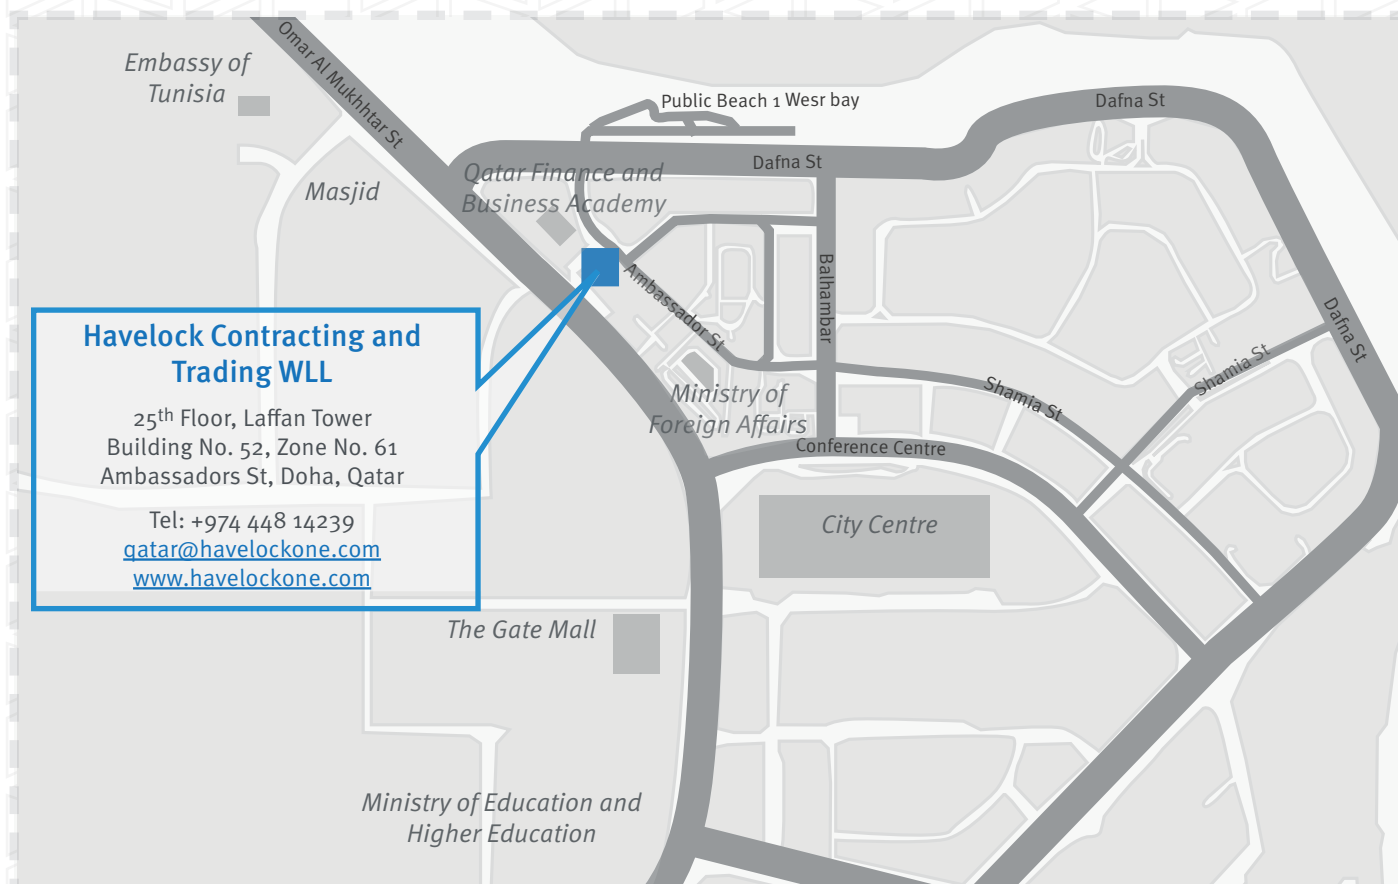 Omar Al Mukhhtar St
Embassy of
Tunisia
Public Beach 1 Wesr bay
Dafna St
Masjid
Qatar Finance and
Business Academy
Dafna St
Ambassador St
Balhambar
Dafna St
Havelock Contracting and
Trading WLL
25th Floor, Laffan Tower
Building No. 52, Zone No. 61
Ambassadors St, Doha, Qatar
Tel: +974 448 14239
qatar@havelockone.com
www.havelockone.com
Shamia St
Shamia St
Ministry of
Foreign Affairs
Conference Centre
City Centre
The Gate Mall
Ministry of Education and
Higher Education